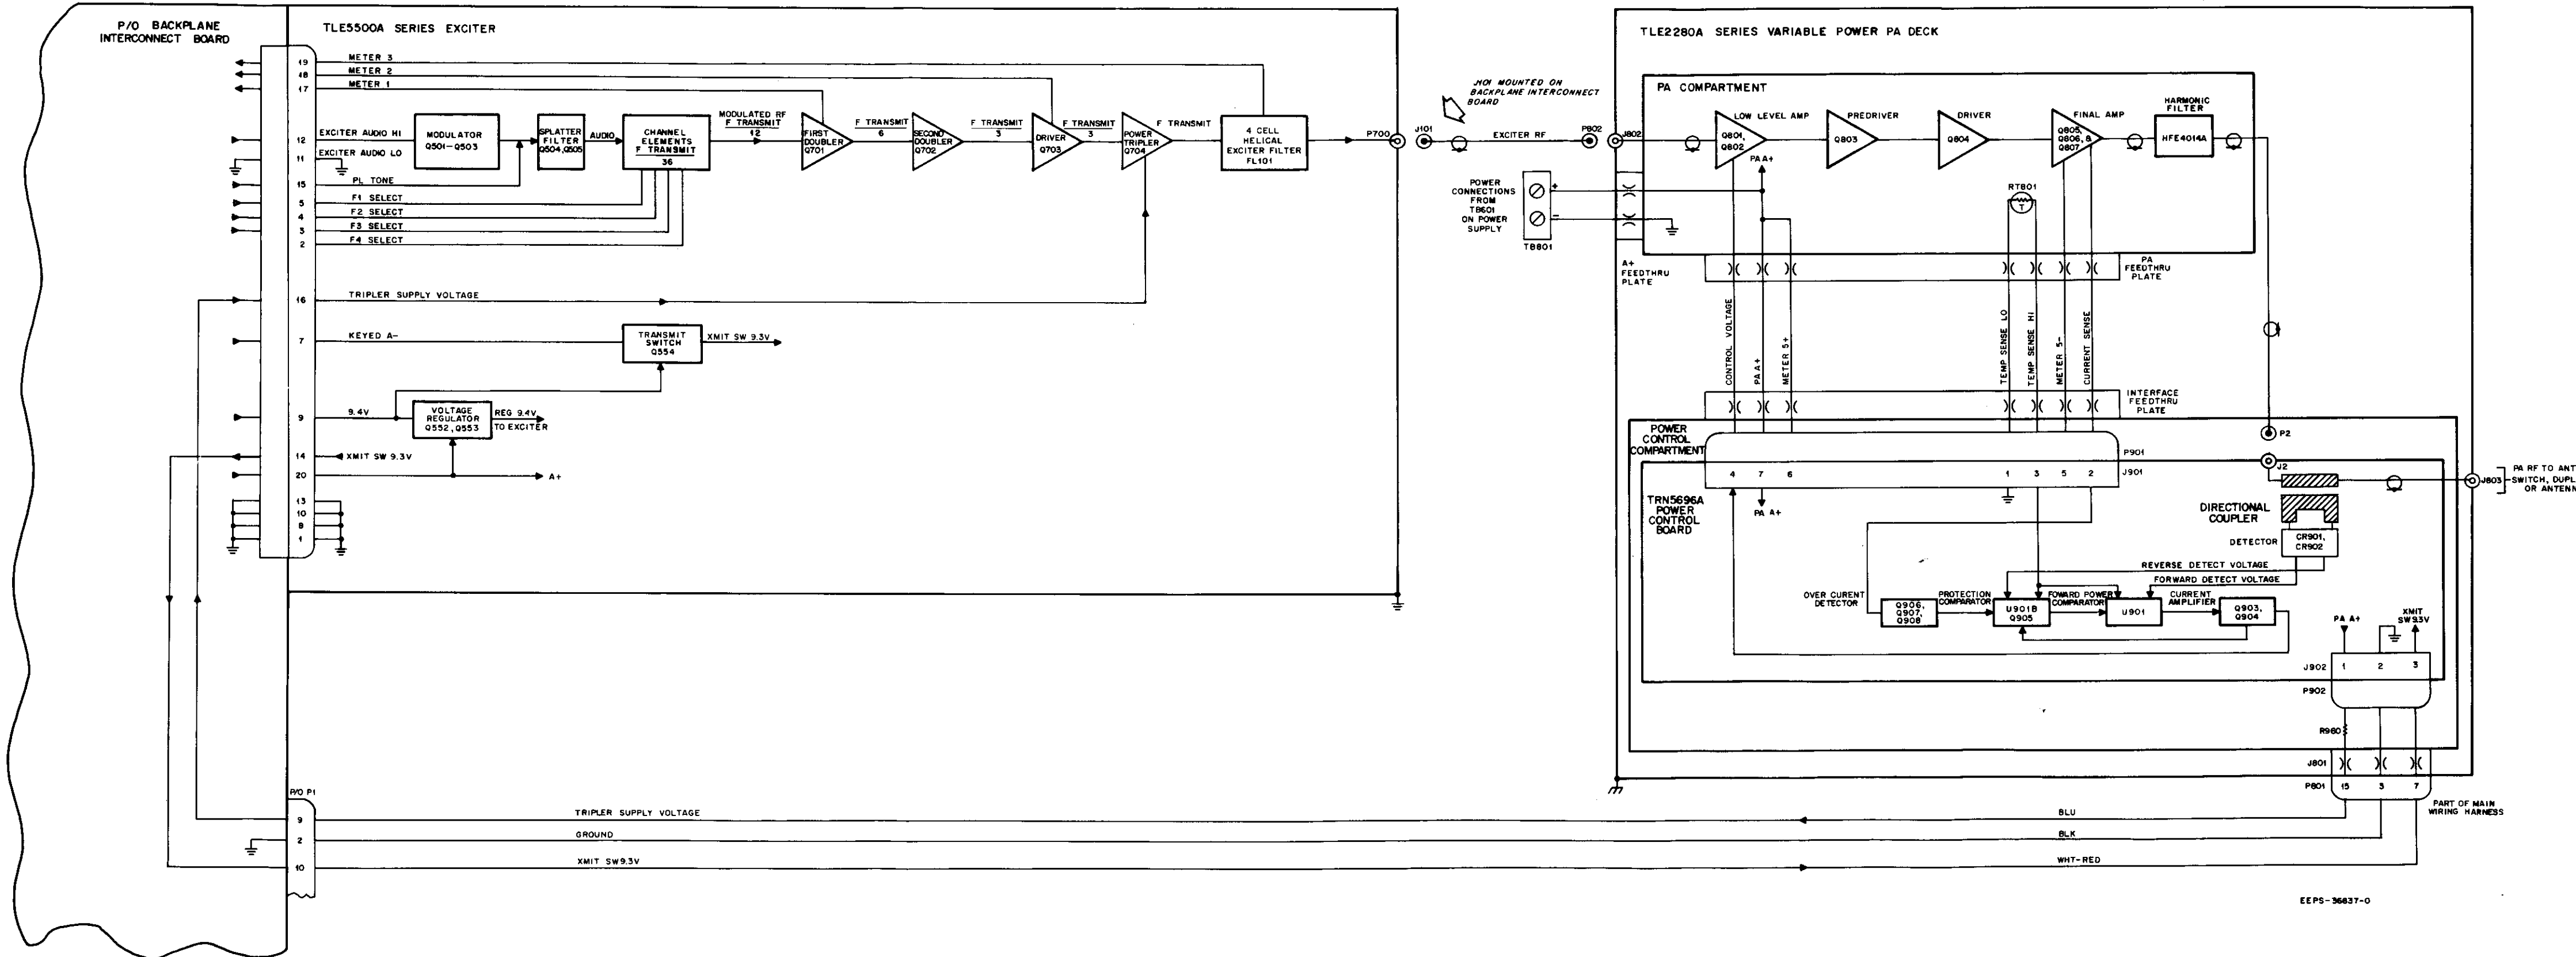 P/O BACKPLANE
INTERCONNECT BOARD
TLE5500A SERIES EXCITER
19
METER 3
18
METER 2
17
METER 1
12
EXCITER AUDIO HI
11
EXCITER AUDIO LO
15
PL TONE
5
F1 SELECT
4
F2 SELECT
3
F3 SELECT
2
F4 SELECT
16
TRIPLER SUPPLY VOLTAGE
7
KEYED A-
9
9.4V
14
XMIT SW 9.3V
20
A+
13
10
8
1
MODULATOR
Q501-Q503
SPLATTER
FILTER
Q504,Q505
AUDIO
CHANNEL
ELEMENTS
F TRANSMIT
36
MODULATED RF
F TRANSMIT
12
FIRST
DOUBLER
Q701
F TRANSMIT
6
SECOND
DOUBLER
Q702
F TRANSMIT
3
DRIVER
Q703
F TRANSMIT
3
POWER
TRIPLER
Q704
F TRANSMIT
4 CELL
HELICAL
EXCITER FILTER
FL101
TRANSMIT
SWITCH
Q554
XMIT SW 9.3V
VOLTAGE
REGULATOR
Q552,Q553
REG 9.4V
TO EXCITER
P700
J101
J101 MOUNTED ON
BACKPLANE INTERCONNECT
BOARD
EXCITER RF
P802
J802
POWER
CONNECTIONS
FROM
TB601
ON POWER
SUPPLY
+
-
TB801
TLE2280A SERIES VARIABLE POWER PA DECK
PA COMPARTMENT
LOW LEVEL AMP
Q801,
Q802
PA A+
PREDRIVER
Q803
DRIVER
Q804
FINAL AMP
Q805,
Q806, &
Q807
HARMONIC
FILTER
HFE4014A
RT801
T
A+
FEEDTHRU
PLATE
PA
FEEDTHRU
PLATE
CONTROL VOLTAGE
PA A+
METER 5+
TEMP SENSE LO
TEMP SENSE HI
METER 5-
CURRENT SENSE
INTERFACE
FEEDTHRU
PLATE
POWER
CONTROL
COMPARTMENT
P901
J901
4
7
6
1
3
5
2
PA A+
P2
J2
TRN5696A
POWER
CONTROL
BOARD
DIRECTIONAL
COUPLER
DETECTOR
CR901,
CR902
J803
PA RF TO ANT
SWITCH, DUPL
OR ANTENN
REVERSE DETECT VOLTAGE
FORWARD DETECT VOLTAGE
OVER CURENT
DETECTOR
Q906,
Q907,
Q908
PROTECTION
COMPARATOR
U901B
Q905
FOWARD POWER
COMPARATOR
U901
CURRENT
AMPLIFIER
Q903,
Q904
PA A+
XMIT
SW9.3V
J902
1
2
3
P902
R960
J801
P801
15
3
7
PART OF MAIN
WIRING HARNESS
P/O P1
9
TRIPLER SUPPLY VOLTAGE
BLU
2
GROUND
BLK
10
XMIT SW9.3V
WHT-RED
EEPS-36637-O